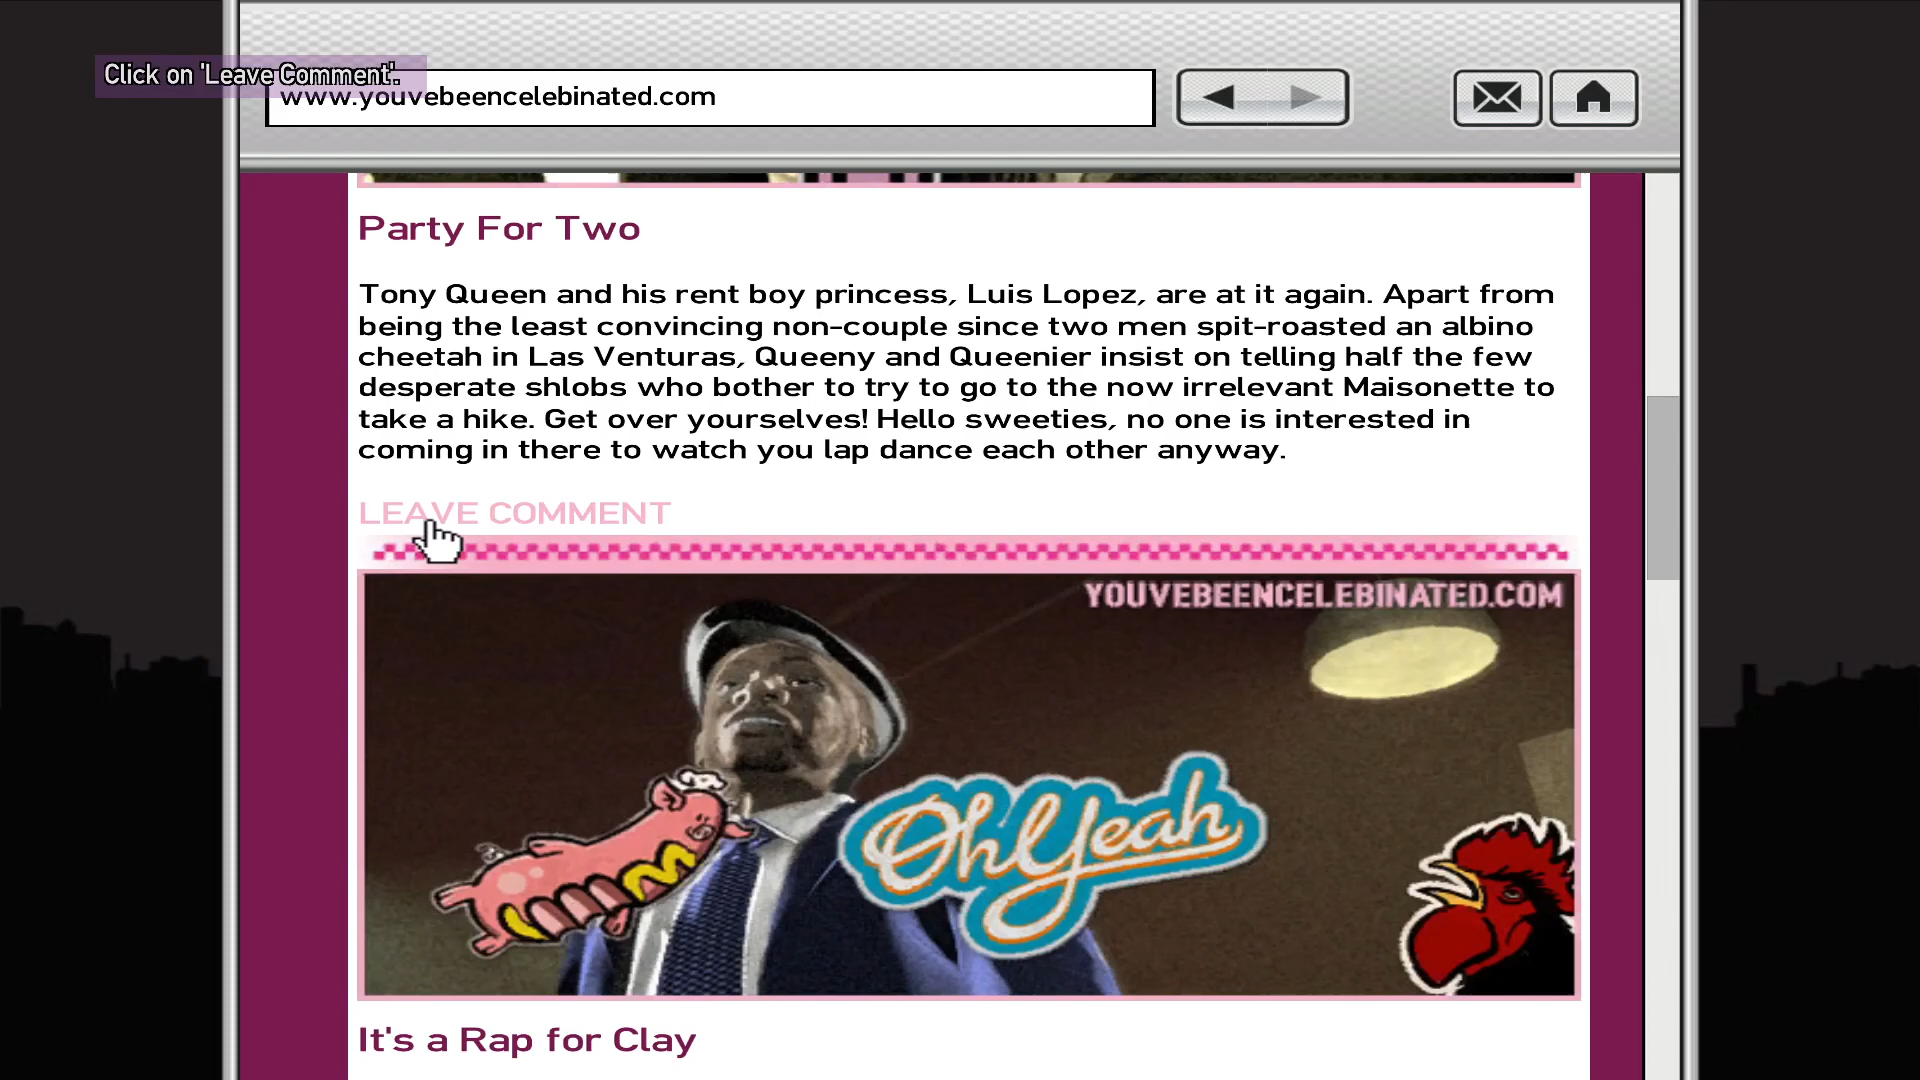 Click on 'Leave Comment'.
www.youvebeencelebinated.com
Party For Two
Tony Queen and his rent boy princess, Luis Lopez, are at it again. Apart from
being the least convincing non-couple since two men spit-roasted an albino
cheetah in Las Venturas, Queeny and Queenier insist on telling half the few
desperate shlobs who bother to try to go to the now irrelevant Maisonette to
take a hike. Get over yourselves! Hello sweeties, no one is interested in
coming in there to watch you lap dance each other anyway.
LEAVE COMMENT
YOUVEBEENCELEBINATED.COM
Oh Yeah
It's a Rap for Clay